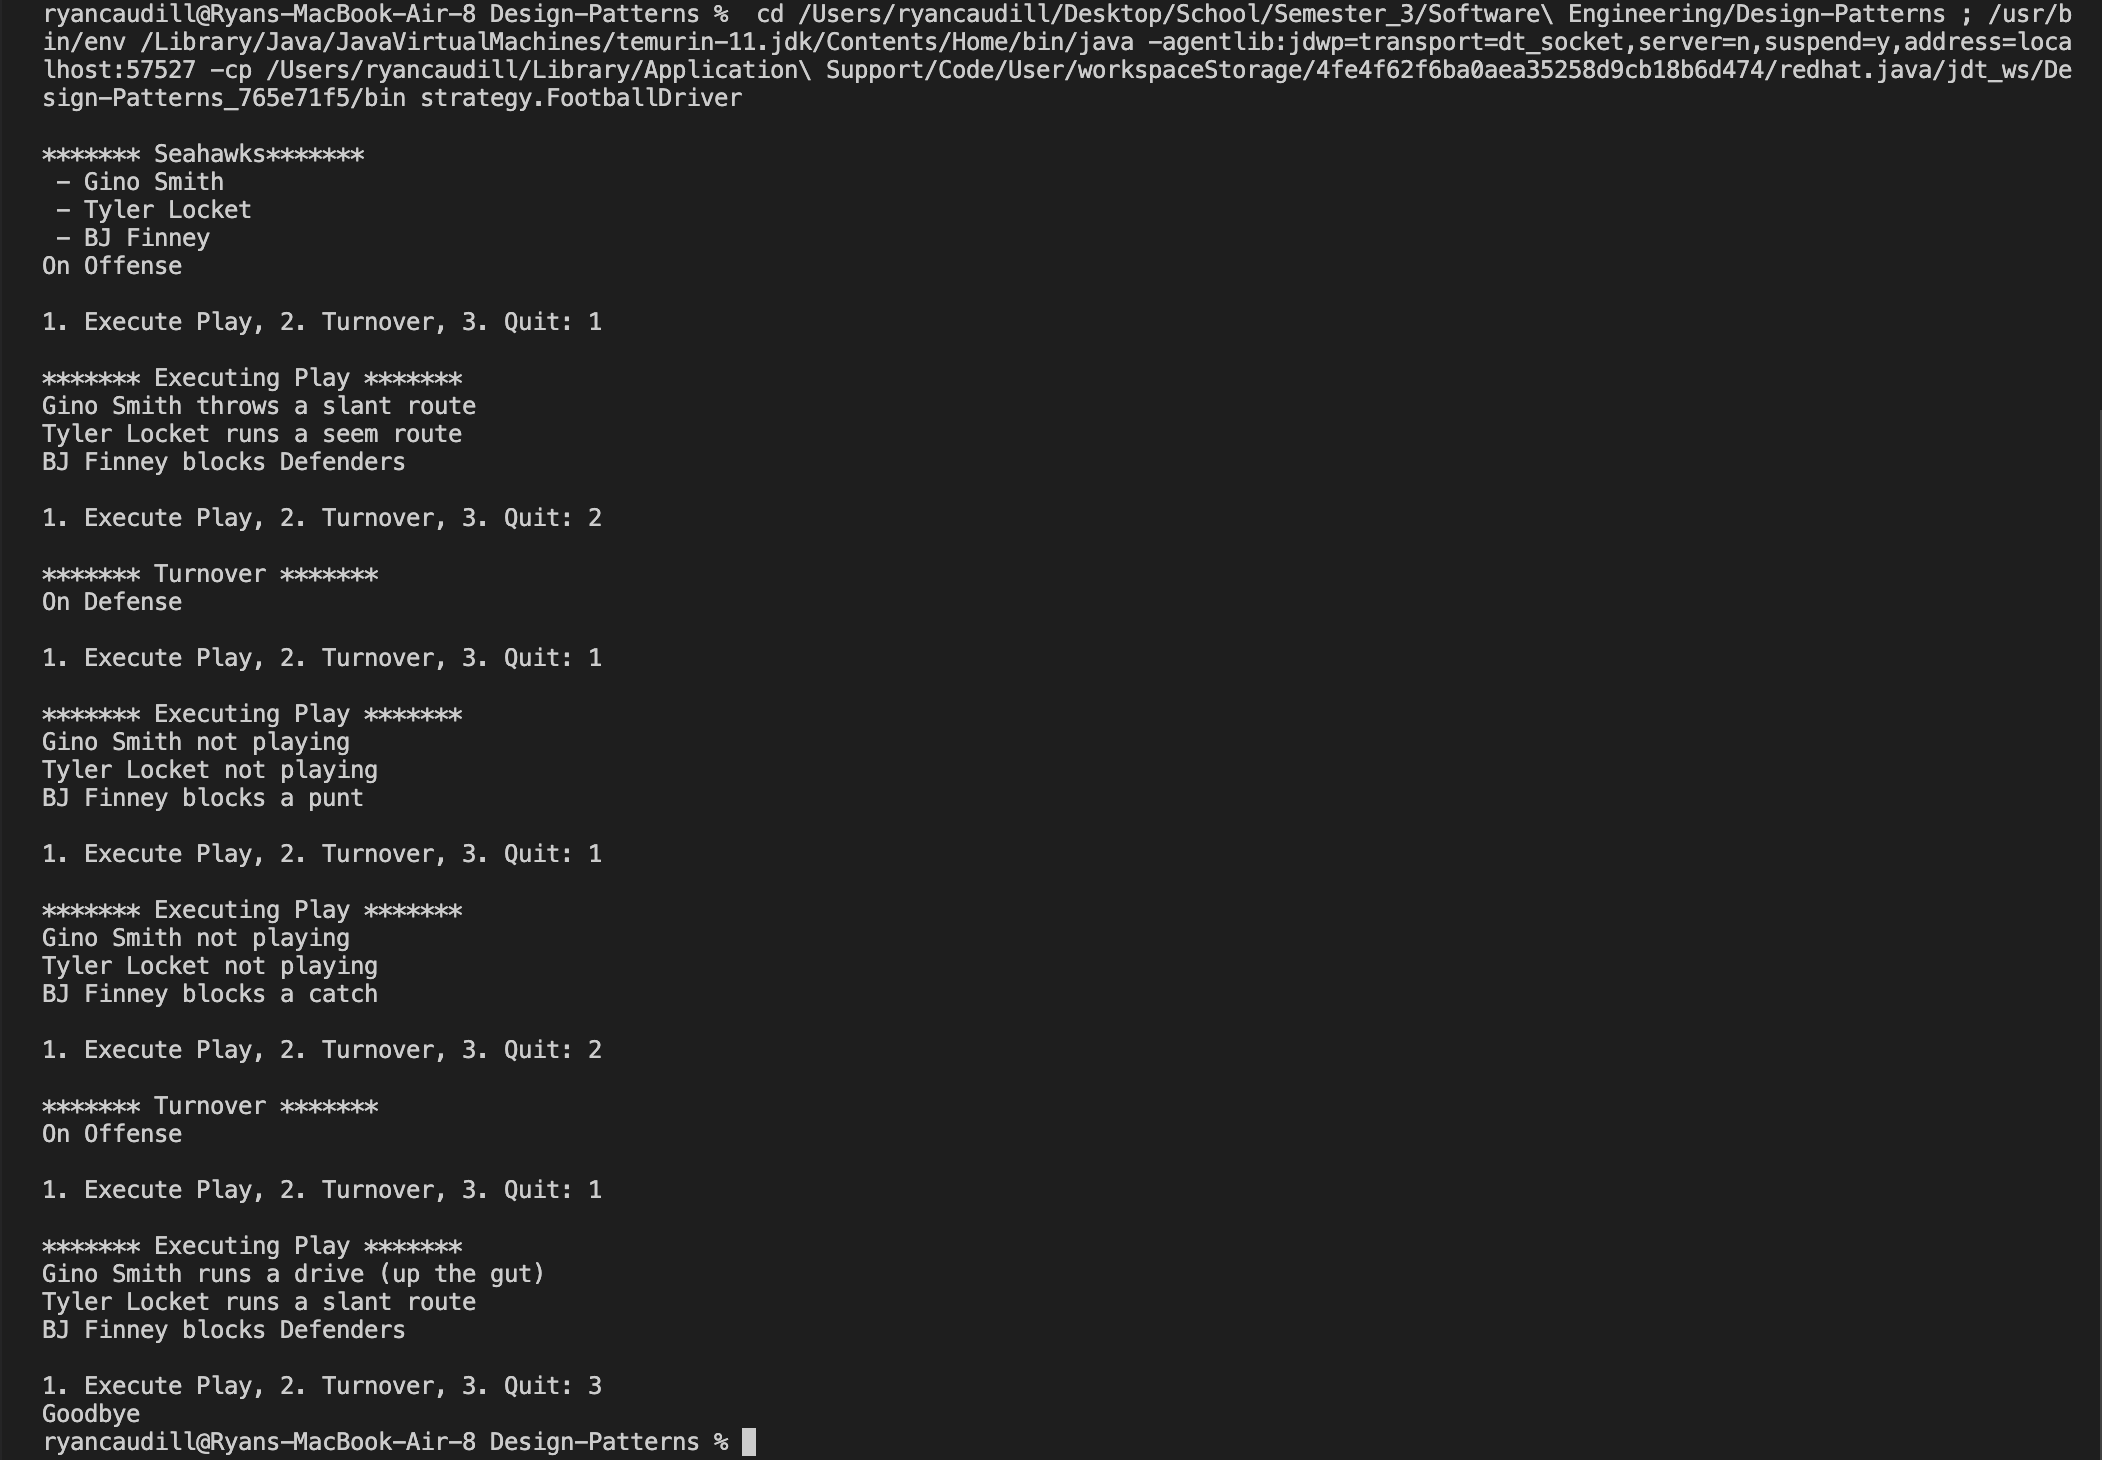 ryancaudill@Ryans-MacBook-Air-8 Design-Patterns %  cd /Users/ryancaudill/Desktop/School/Semester_3/Software\ Engineering/Design-Patterns ; /usr/b
in/env /Library/Java/JavaVirtualMachines/temurin-11.jdk/Contents/Home/bin/java -agentlib:jdwp=transport=dt_socket,server=n,suspend=y,address=loca
lhost:57527 -cp /Users/ryancaudill/Library/Application\ Support/Code/User/workspaceStorage/4fe4f62f6ba0aea35258d9cb18b6d474/redhat.java/jdt_ws/De
sign-Patterns_765e71f5/bin strategy.FootballDriver

******* Seahawks*******
 - Gino Smith
 - Tyler Locket
 - BJ Finney
On Offense

1. Execute Play, 2. Turnover, 3. Quit: 1

******* Executing Play *******
Gino Smith throws a slant route
Tyler Locket runs a seem route
BJ Finney blocks Defenders

1. Execute Play, 2. Turnover, 3. Quit: 2

******* Turnover *******
On Defense

1. Execute Play, 2. Turnover, 3. Quit: 1

******* Executing Play *******
Gino Smith not playing
Tyler Locket not playing
BJ Finney blocks a punt

1. Execute Play, 2. Turnover, 3. Quit: 1

******* Executing Play *******
Gino Smith not playing
Tyler Locket not playing
BJ Finney blocks a catch

1. Execute Play, 2. Turnover, 3. Quit: 2

******* Turnover *******
On Offense

1. Execute Play, 2. Turnover, 3. Quit: 1

******* Executing Play *******
Gino Smith runs a drive (up the gut)
Tyler Locket runs a slant route
BJ Finney blocks Defenders

1. Execute Play, 2. Turnover, 3. Quit: 3
Goodbye
ryancaudill@Ryans-MacBook-Air-8 Design-Patterns %